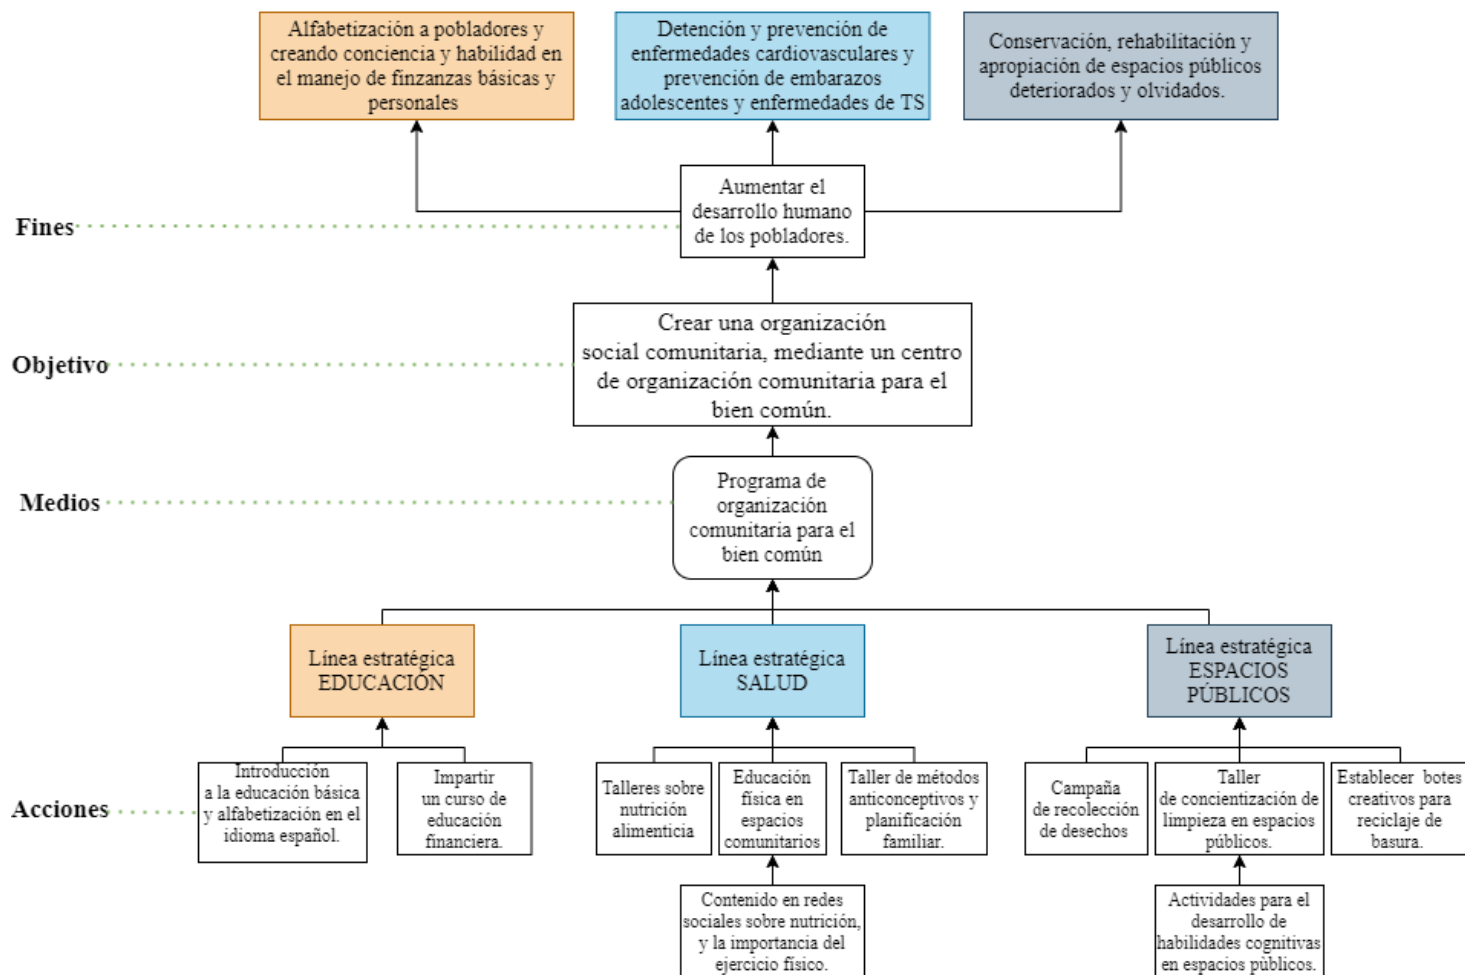 Alfabetización a pobladores y
creando conciencia y habilidad en
el manejo de finzanzas básicas y
personales
Detención y prevención de
enfermedades cardiovasculares y
prevención de embarazos
adolescentes y enfermedades de TS
Conservación, rehabilitación y
apropiación de espacios públicos
deteriorados y olvidados.
Fines
Aumentar el
desarrollo humano
de los pobladores.
Objetivo
Crear una organización
social comunitaria, mediante un centro
de organización comunitaria para el
bien común.
Medios
Programa de
organización
comunitaria para el
bien común
Línea estratégica
EDUCACIÓN
Línea estratégica
SALUD
Línea estratégica
ESPACIOS
PÚBLICOS
Acciones
Introducción
a la educación básica
y alfabetización en el
idioma español.
Impartir
un curso de
educación
financiera.
Talleres sobre
nutrición
alimenticia
Educación
física en
espacios
comunitarios
Taller de métodos
anticonceptivos y
planificación
familiar.
Campaña
de recolección
de desechos
Taller
de concientización de
limpieza en espacios
públicos.
Establecer botes
creativos para
reciclaje de
basura.
Contenido en redes
sociales sobre nutrición,
y la importancia del
ejercicio físico.
Actividades para el
desarrollo de
habilidades cognitivas
en espacios pùblicos.